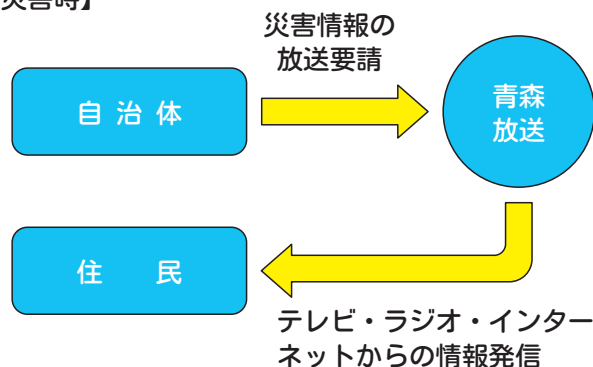 災害時】
災害情報の
放送要請
自治体
青森
放送
住民
テレビ・ラジオ・インター
ネットからの情報発信